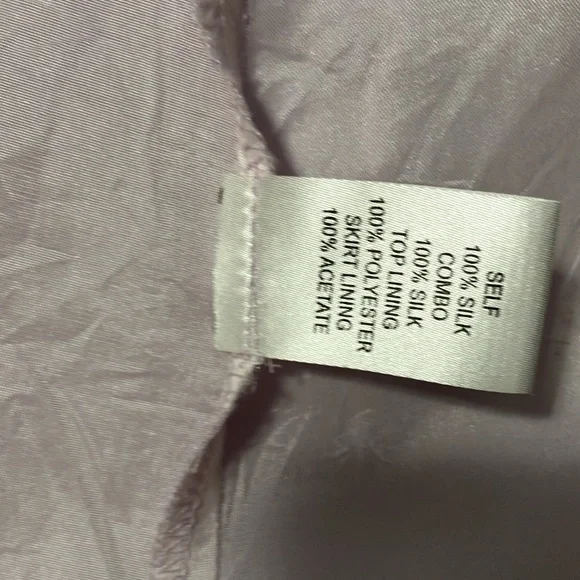 SELF
100% SILK
COMBO
100% SILK
TOP LINING
100% POLYESTER
SKIRT LINING
100% ACETATE